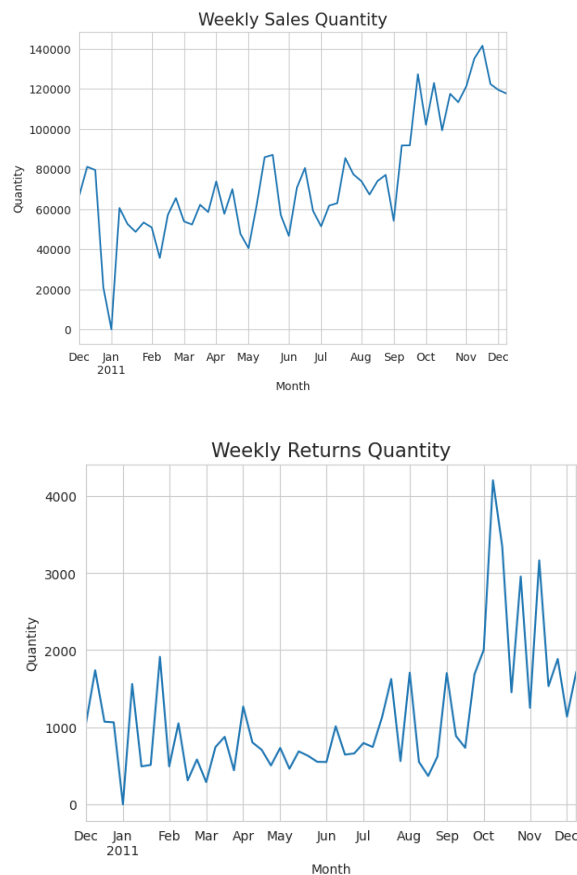 Weekly Sales Quantity
140000
120000
100000
80000
60000
40000
20000
0
Quantity
Dec Jan Feb Mar Apr May Jun Jul Aug Sep Oct Nov Dec
2011
Month
Weekly Returns Quantity
4000
3000
2000
1000
0
Quantity
Dec Jan Feb Mar Apr May Jun Jul Aug Sep Oct Nov Dec
2011
Month